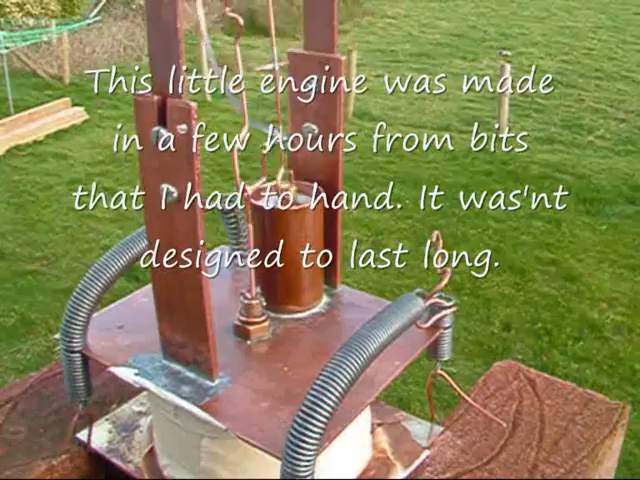 This little engine was made
in a few hours from bits
that I had to hand. It was'nt
designed to last long.